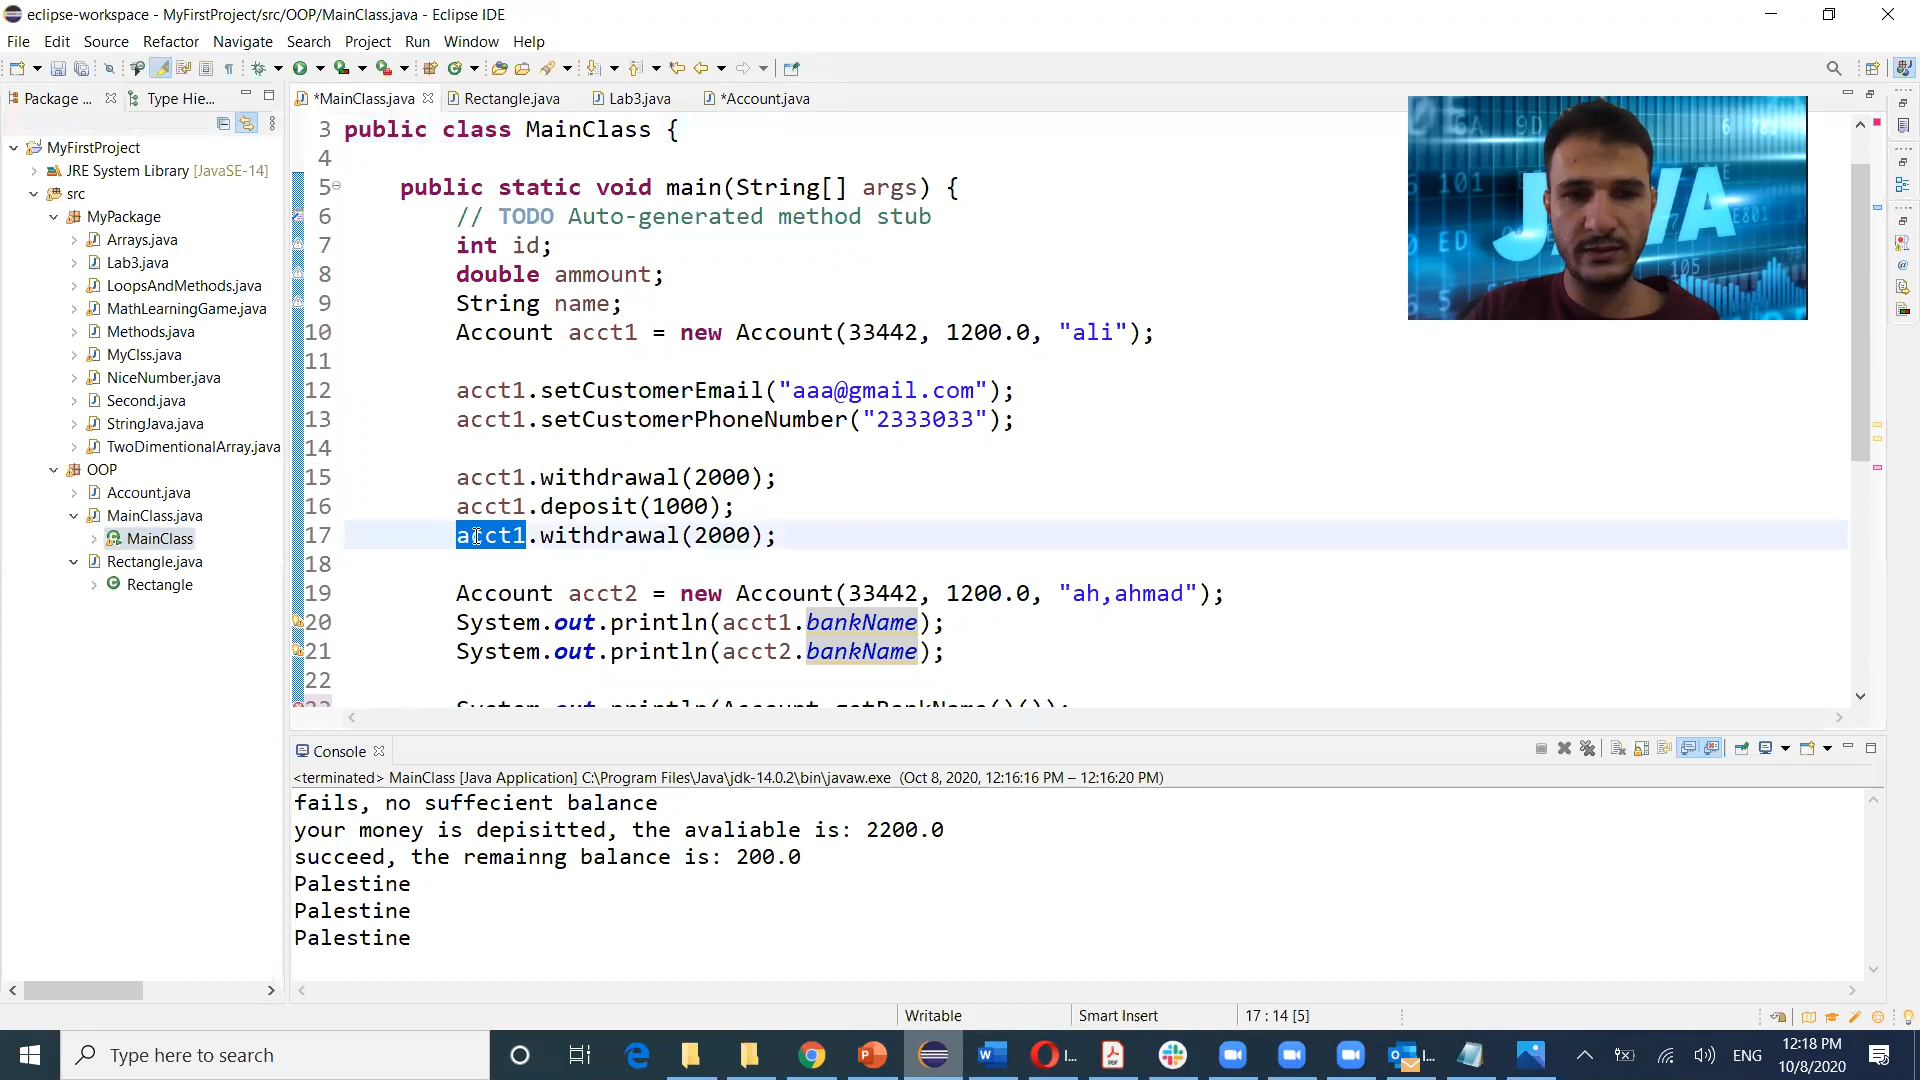 eclipse-workspace - MyFirstProject/src/OOP/MainClass.java - Eclipse IDE
File Edit Source Refactor Navigate Search Project Run Window Help
Package ... Type Hie...
*MainClass.java Rectangle.java Lab3.java *Account.java
MyFirstProject
JRE System Library [JavaSE-14]
src
MyPackage
Arrays.java
Lab3.java
LoopsAndMethods.java
MathLearningGame.java
Methods.java
MyClss.java
NiceNumber.java
Second.java
StringJava.java
TwoDimentionalArray.java
OOP
Account.java
MainClass.java
MainClass
Rectangle.java
Rectangle
3 public class MainClass {
4
5 public static void main(String[] args) {
6 // TODO Auto-generated method stub
7 int id;
8 double ammount;
9 String name;
10 Account acct1 = new Account(33442, 1200.0, "ali");
11
12 acct1.setCustomerEmail("aaa@gmail.com");
13 acct1.setCustomerPhoneNumber("2333033");
14
15 acct1.withdrawal(2000);
16 acct1.deposit(1000);
17 acct1.withdrawal(2000);
18
19 Account acct2 = new Account(33442, 1200.0, "ah,ahmad");
20 System.out.println(acct1.bankName);
21 System.out.println(acct2.bankName);
22
23 System.out.println(Account.getBankName()());
JAVA
Console
<terminated> MainClass [Java Application] C:\Program Files\Java\jdk-14.0.2\bin\javaw.exe (Oct 8, 2020, 12:16:16 PM – 12:16:20 PM)
fails, no suffecient balance
your money is depisitted, the avaliable is: 2200.0
succeed, the remainng balance is: 200.0
Palestine
Palestine
Palestine
Writable Smart Insert 17 : 14 [5]
Type here to search
ENG
12:18 PM
10/8/2020